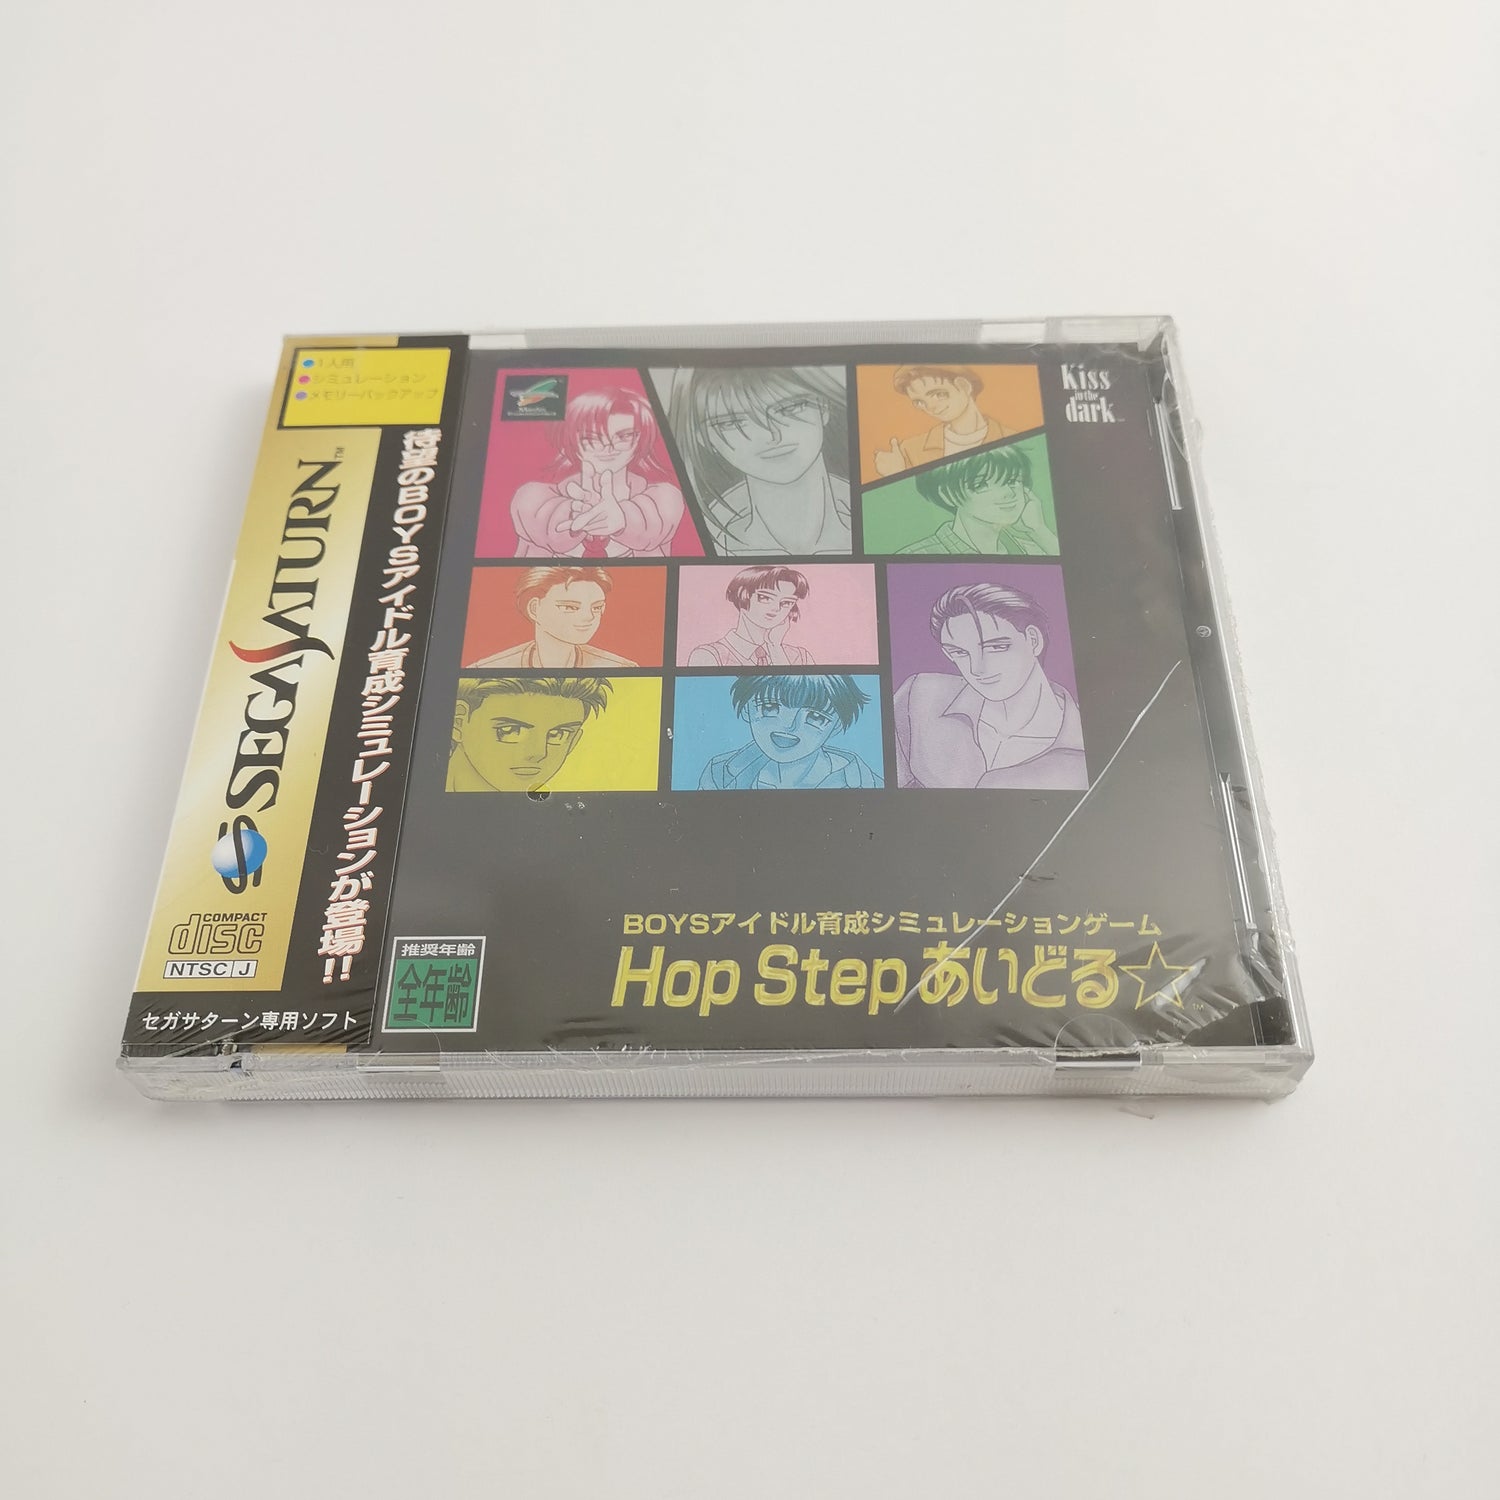 1人用
シミュレーション
メモリーバックアップ
SEGA SATURN™
COMPACT
disc
NTSC J
セガサターン専用ソフト
待望のBOYSアイドル育成シミュレーションが登場!!
Kiss
in the
dark
推奨年齢
全年齢
BOYSアイドル育成シミュレーションゲーム
Hop Step あいどる☆™